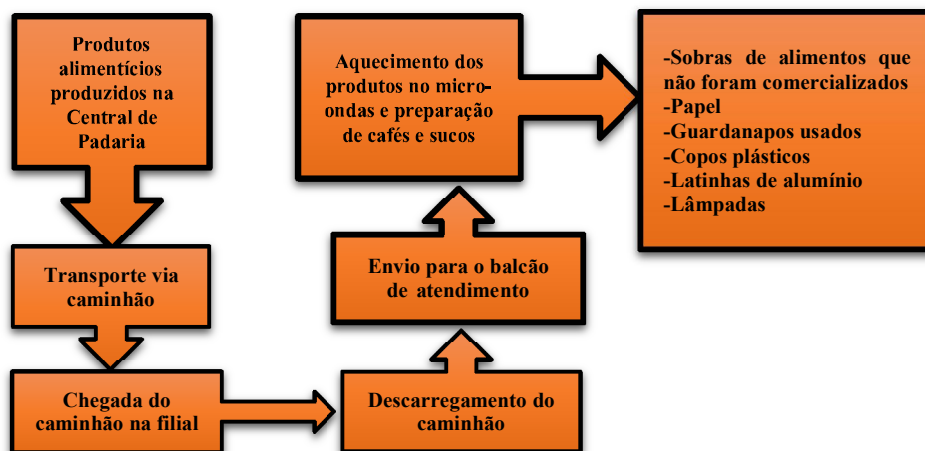 Produtos
alimentícios
produzidos na
Central de
Padaria
Transporte via
caminhão
Chegada do
caminhão na filial
Descarregamento do
caminhão
Envio para o balcão
de atendimento
Aquecimento dos
produtos no micro-
ondas e preparação
de cafés e sucos
-Sobras de alimentos que
não foram comercializados
-Papel
-Guardanapos usados
-Copos plásticos
-Latinhas de alumínio
-Lâmpadas